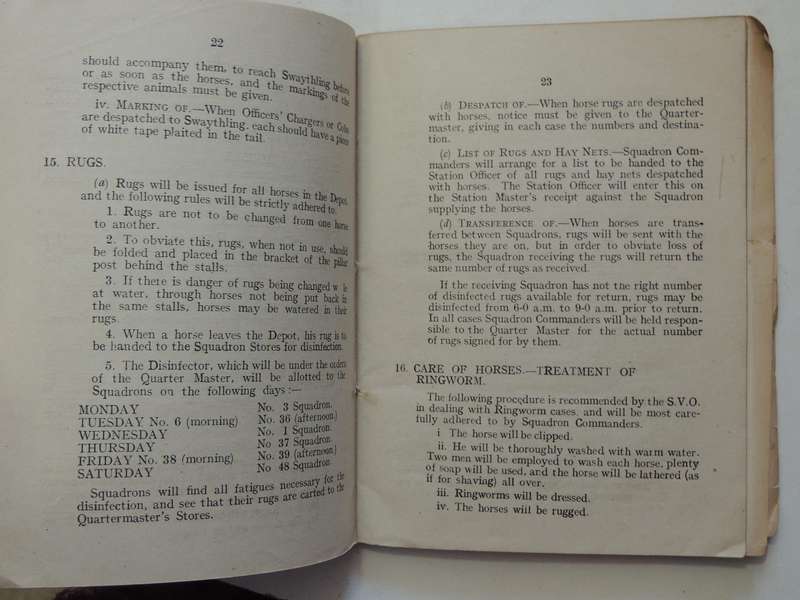 22
should accompany them, to reach Swaythling before
or as soon as the horses, and the markings of the
respective animals must be given.
iv. MARKING OF.—When Officers' Chargers or Cobs
are despatched to Swaythling, each should have a piece
of white tape plaited in the tail.
15. RUGS.
(a) Rugs will be issued for all horses in the Depot,
and the following rules will be strictly adhered to:
1. Rugs are not to be changed from one horse
to another.
2. To obviate this, rugs, when not in use, should
be folded and placed in the bracket of the pillar
post behind the stalls.
3. If there is danger of rugs being changed w le
at water, through horses not being put back in
the same stalls, horses may be watered in their
rugs
4. When a horse leaves the Depot, his rug is to
be handed to the Squadron Stores for disinfection.
5. The Disinfector, which will be under the orders
of the Quarter Master, will be allotted to the
Squadrons on the following days:—
MONDAY No. 3 Squadron.
TUESDAY No. 6 (morning) No. 36 (afternoon)
WEDNESDAY No. 1 Squadron.
THURSDAY No 37 Squadron.
FRIDAY No. 38 (morning) No. 39 (afternoon)
SATURDAY No 48 Squadron.
Squadrons will find all fatigues necessary for the
disinfection, and see that their rugs are carted to the
Quartermaster's Stores.
23
(b) DESPATCH OF.—When horse rugs are despatched
with horses, notice must be given to the Quarter-
master, giving in each case the numbers and destina-
tion.
(c) LIST OF RUGS AND HAY NETS.—Squadron Com-
manders will arrange for a list to be handed to the
Station Officer of all rugs and hay nets despatched
with horses. The Station Officer will enter this on
the Station Master's receipt against the Squadron
supplying the horses.
(d) TRANSFERENCE OF.—When horses are trans-
ferred between Squadrons, rugs will be sent with the
horses they are on, but in order to obviate loss of
rugs, the Squadron receiving the rugs will return the
same number of rugs as received.
If the receiving Squadron has not the right number
of disinfected rugs available for return, rugs may be
disinfected from 6-0 a.m. to 9-0 a.m. prior to return.
In all cases Squadron Commanders will be held respon-
sible to the Quarter Master for the actual number
of rugs signed for by them.
16. CARE OF HORSES.—TREATMENT OF
RINGWORM.
The following procedure is recommended by the S.V.O.
in dealing with Ringworm cases, and will be most care-
fully adhered to by Squadron Commanders.
i The horse will be clipped.
ii. He will be thoroughly washed with warm water.
Two men will be employed to wash each horse, plenty
of soap will be used, and the horse will be lathered (as
if for shaving) all over.
iii. Ringworms will be dressed.
iv. The horses will be rugged.